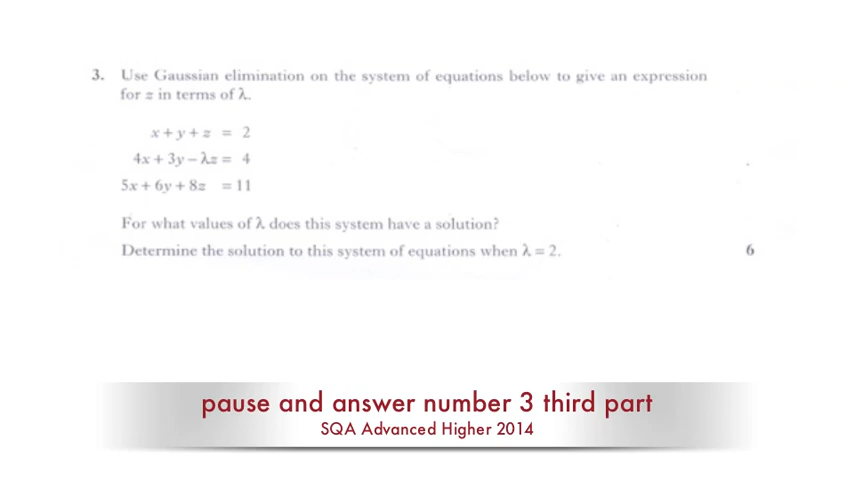 3. Use Gaussian elimination on the system of equations below to give an expression
for z in terms of λ.
x + y + z = 2
4x + 3y − λz = 4
5x + 6y + 8z = 11
For what values of λ does this system have a solution?
Determine the solution to this system of equations when λ = 2. 6
pause and answer number 3 third part
SQA Advanced Higher 2014